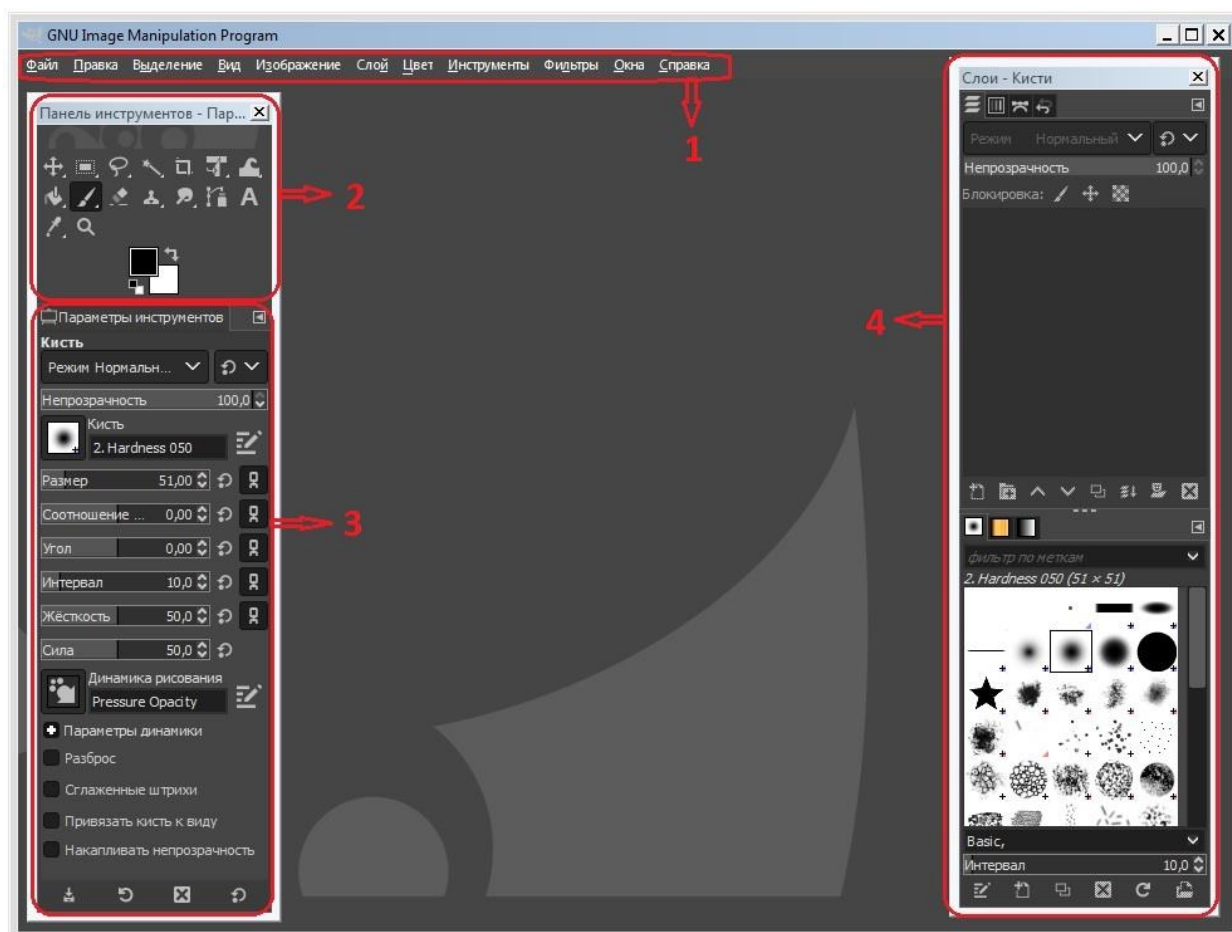 GNU Image Manipulation Program
Файл Правка Выделение Вид Изображение Слой Цвет Инструменты Фильтры Окна Справка
1
Панель инструментов - Пар...
2
Параметры инструментов
Кисть
Режим Нормальн...
Непрозрачность 100,0
Кисть
2. Hardness 050
Размер 51,00
Соотношение ... 0,00
3
Угол 0,00
Интервал 10,0
Жёсткость 50,0
Сила 50,0
Динамика рисования
Pressure Opacity
Параметры динамики
Разброс
Сглаженные штрихи
Привязать кисть к виду
Накапливать непрозрачность
Слои - Кисти
Режим Нормальный
Непрозрачность 100,0
Блокировка:
4
фильтр по меткам
2. Hardness 050 (51 × 51)
Basic,
Интервал 10,0